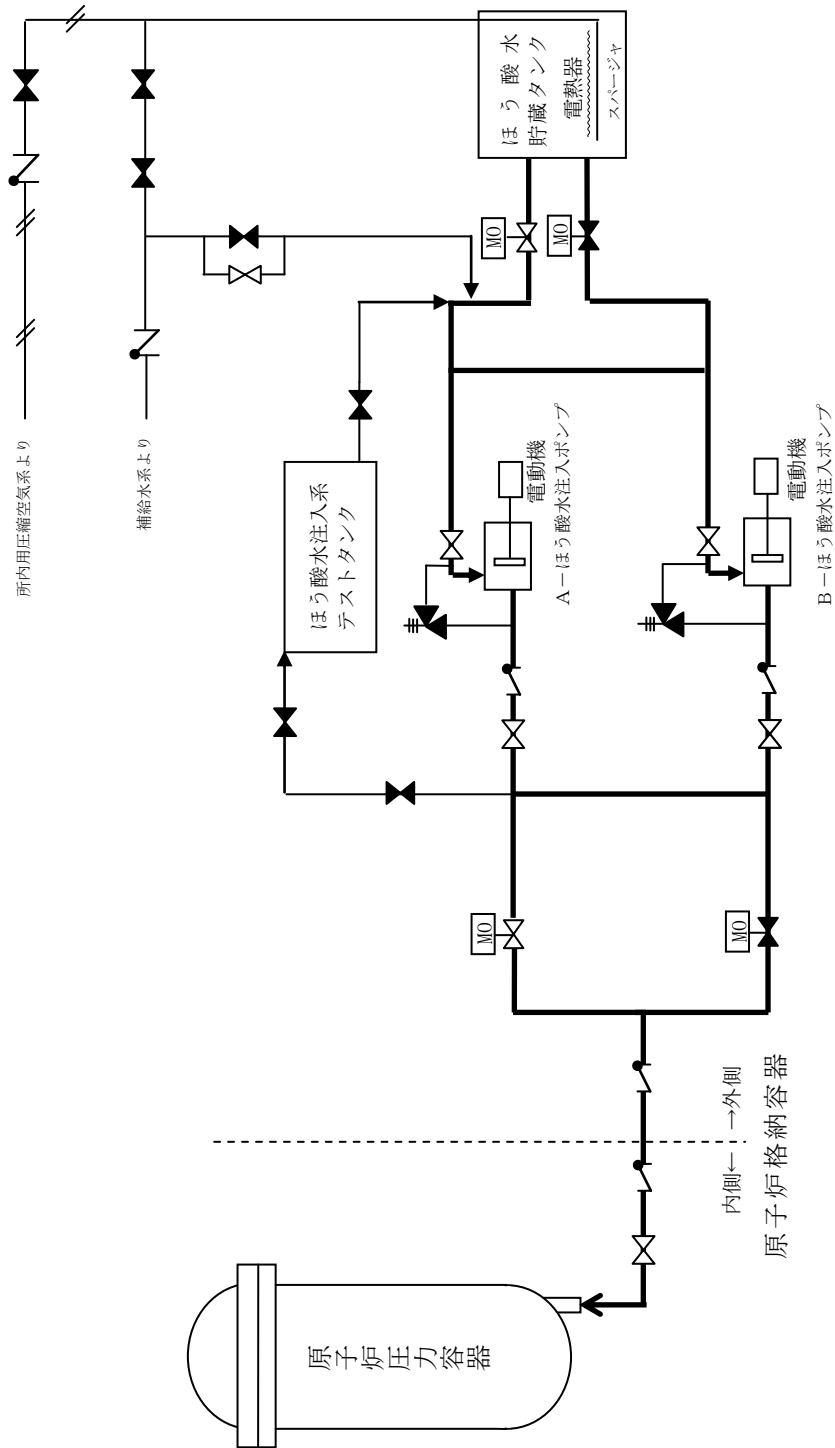 所内用圧縮空気系より
補給水系より
ほう酸水
貯蔵タンク
電熱器
スパージャ
MO
MO
ほう酸水注入系
テストタンク
電動機
A-ほう酸水注入ポンプ
電動機
B-ほう酸水注入ポンプ
MO
MO
内側← →外側
原子炉格納容器
原子炉圧力容器